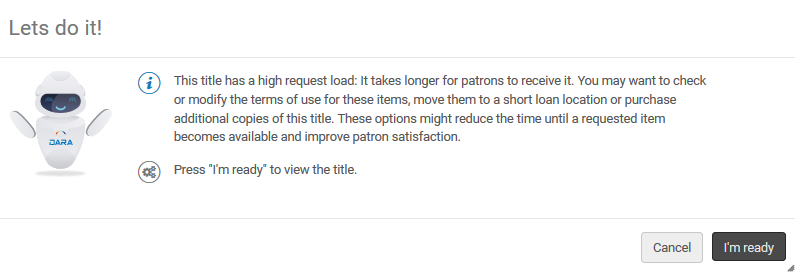 Lets do it!
This title has a high request load: It takes longer for patrons to receive it. You may want to check
or modify the terms of use for these items, move them to a short loan location or purchase
additional copies of this title. These options might reduce the time until a requested item
becomes available and improve patron satisfaction.
DARA
Press "I'm ready" to view the title.
Cancel
I'm ready